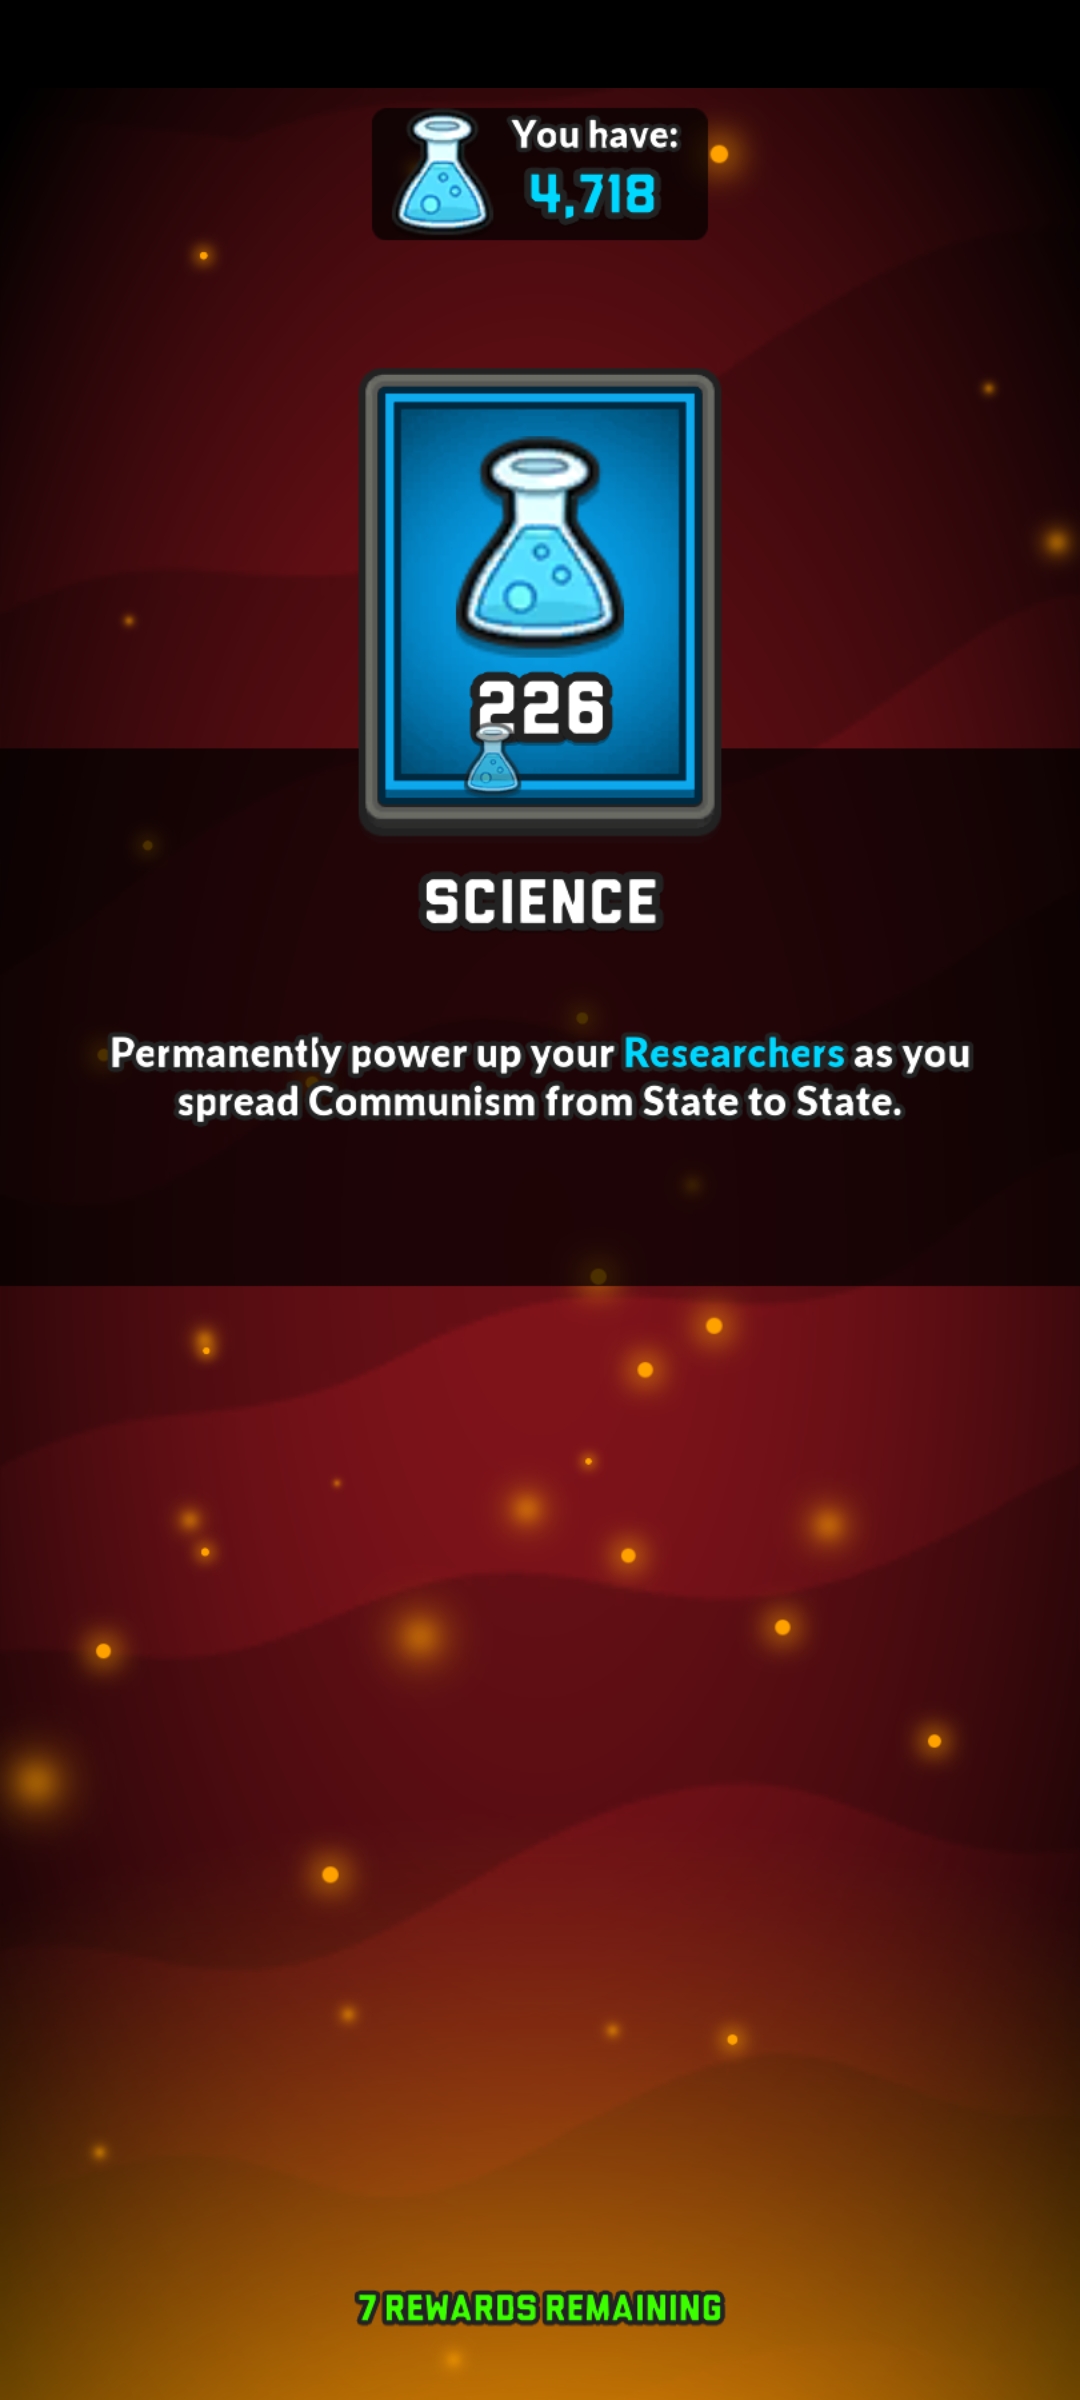 You have:
4,718
226
SCIENCE
Permanently power up your Researchers as you
spread Communism from State to State.
7 REWARDS REMAINING